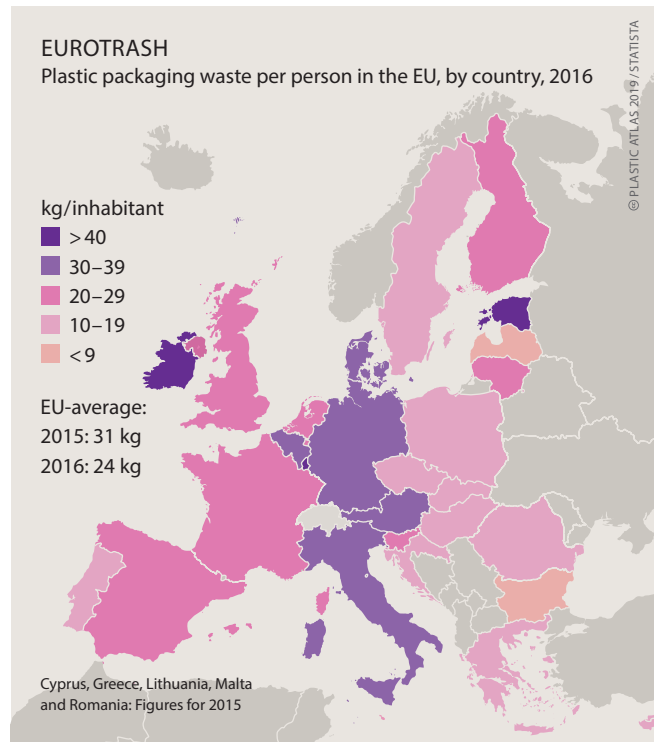 EUROTRASH
Plastic packaging waste per person in the EU, by country, 2016
kg/inhabitant
> 40
30–39
20–29
10–19
< 9
EU-average:
2015: 31 kg
2016: 24 kg
Cyprus, Greece, Lithuania, Malta
and Romania: Figures for 2015
PLASTIC ATLAS 2019 / STATISTA